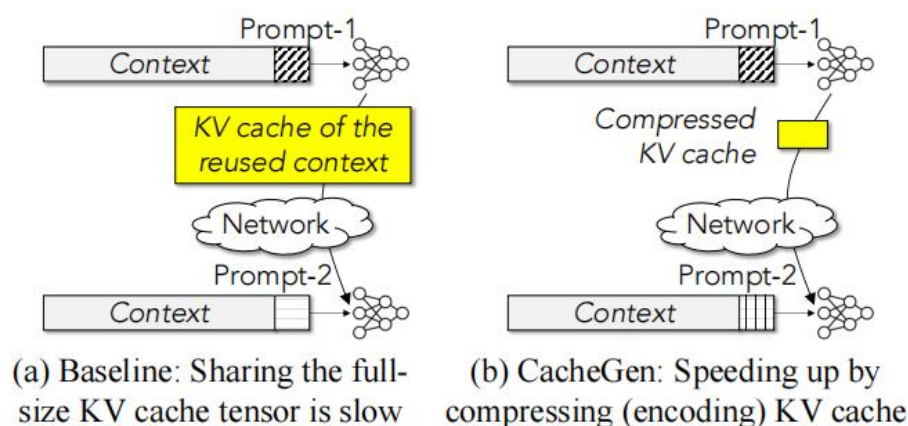 Prompt-1
Context
KV cache of the
reused context
Network
Prompt-2
Context
(a) Baseline: Sharing the full-
size KV cache tensor is slow
Prompt-1
Context
Compressed
KV cache
Network
Prompt-2
Context
(b) CacheGen: Speeding up by
compressing (encoding) KV cache